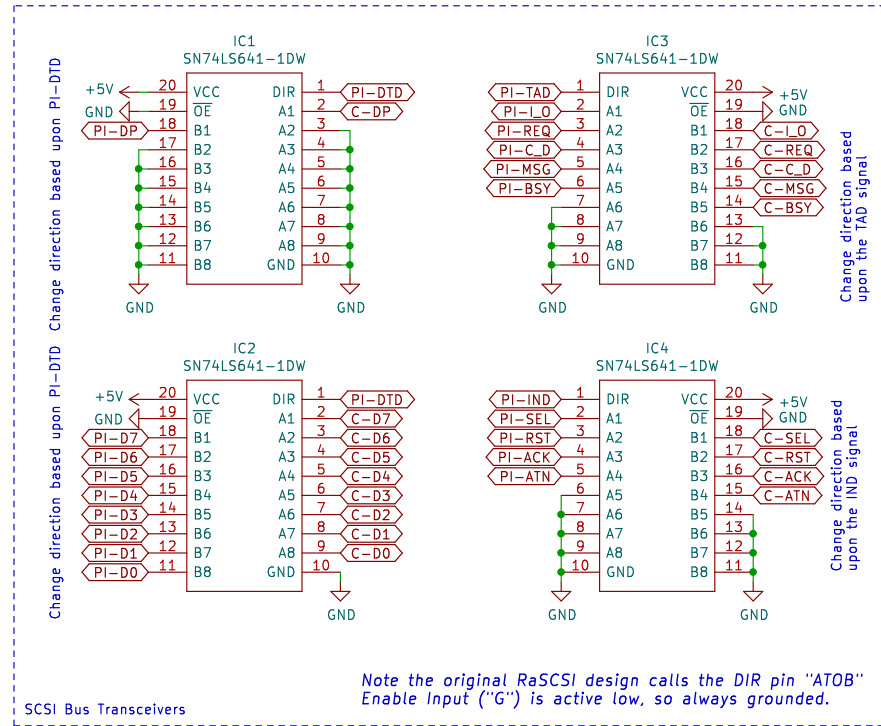 IC1
SN74LS641-1DW
+5V 20 VCC DIR 1 PI-DTD
GND 19 OE A1 2 C-DP
PI-DP 18 B1 A2 3
17 B2 A3 4
16 B3 A4 5
15 B4 A5 6
14 B5 A6 7
13 B6 A7 8
12 B7 A8 9
11 B8 GND 10
GND GND
Change direction based upon PI-DTD
IC3
SN74LS641-1DW
PI-TAD 1 DIR VCC 20 +5V
PI-I_O 2 A1 OE 19 GND
PI-REQ 3 A2 B1 18 C-I_O
PI-C_D 4 A3 B2 17 C-REQ
PI-MSG 5 A4 B3 16 C-C_D
PI-BSY 6 A5 B4 15 C-MSG
7 A6 B5 14 C-BSY
8 A7 B6 13
9 A8 B7 12
10 GND B8 11
GND GND
Change direction based
upon the TAD signal
IC2
SN74LS641-1DW
+5V 20 VCC DIR 1 PI-DTD
GND 19 OE A1 2 C-D7
PI-D7 18 B1 A2 3 C-D6
PI-D6 17 B2 A3 4 C-D5
PI-D5 16 B3 A4 5 C-D4
PI-D4 15 B4 A5 6 C-D3
PI-D3 14 B5 A6 7 C-D2
PI-D2 13 B6 A7 8 C-D1
PI-D1 12 B7 A8 9 C-D0
PI-D0 11 B8 GND 10
GND
Change direction based upon PI-DTD
IC4
SN74LS641-1DW
PI-IND 1 DIR VCC 20 +5V
PI-SEL 2 A1 OE 19 GND
PI-RST 3 A2 B1 18 C-SEL
PI-ACK 4 A3 B2 17 C-RST
PI-ATN 5 A4 B3 16 C-ACK
6 A5 B4 15 C-ATN
7 A6 B5 14
8 A7 B6 13
9 A8 B7 12
10 GND B8 11
GND GND
Change direction based
upon the IND signal
Note the original RaSCSI design calls the DIR pin "ATOB"
Enable Input ("G") is active low, so always grounded.
SCSI Bus Transceivers